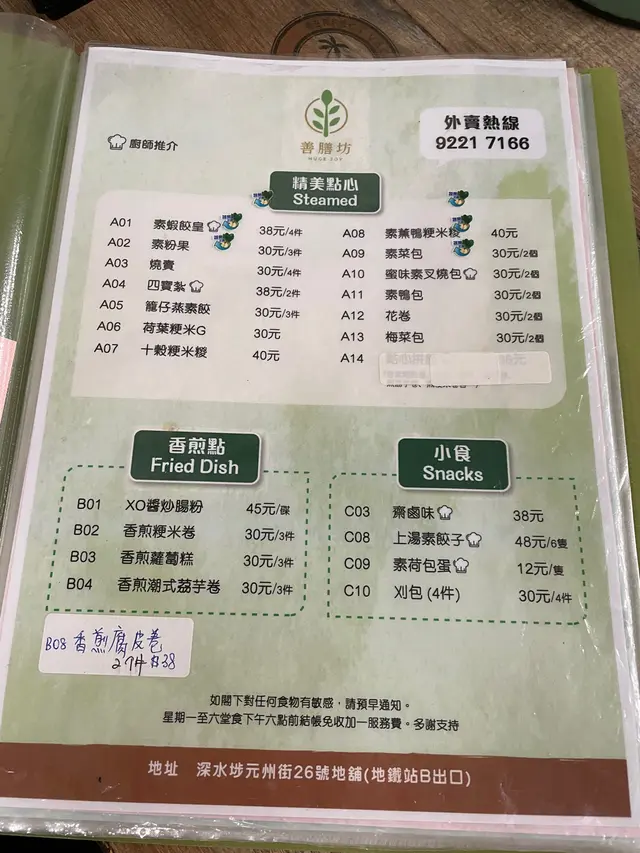 廚師推介
善膳坊
外賣熱線
9221 7166
精美點心
Steamed
A01 素蝦餃皇 38元/4件
A02 素粉果 30元/3件
A03 燒賣 30元/4件
A04 四寶紮 38元/2件
A05 籠仔蒸素餃 30元/3件
A06 荷葉粳米G 30元
A07 十穀粳米糉 40元
A08 素薰鴨粳米糉 40元
A09 素菜包 30元/2個
A10 蜜味素叉燒包 30元/2個
A11 素鴨包 30元/2個
A12 花卷 30元/2個
A13 梅菜包 30元/2個
A14
香煎點
Fried Dish
B01 XO醬炒腸粉 45元/碟
B02 香煎粳米卷 30元/3件
B03 香煎蘿蔔糕 30元/3件
B04 香煎潮式荔芋卷 30元/3件
小食
Snacks
C03 齋鹵味 38元
C08 上湯素餃子 48元/6隻
C09 素荷包蛋 12元/隻
C10 刈包 (4件) 30元/4件
B08 香煎腐皮卷
2件 $38
如閣下對任何食物有敏感，請預早通知。
星期一至六堂食下午六點前結帳免收加一服務費。多謝支持
地址 深水埗元州街26號地舖(地鐵站B出口)